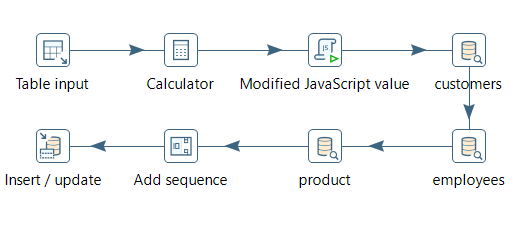 Table input
Calculator
Modified JavaScript value
customers
Insert / update
Add sequence
product
employees